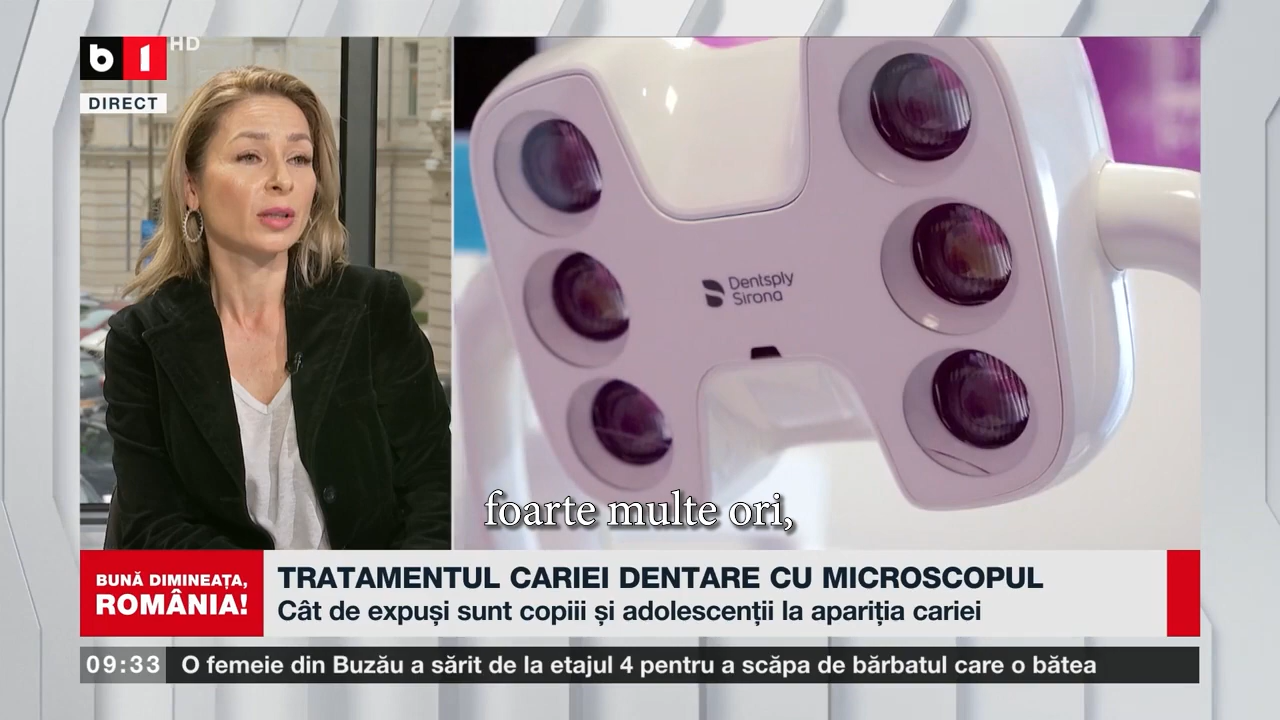 b1 HD
DIRECT
Dentsply
Sirona
foarte multe ori,
BUNĂ DIMINEAȚA,
ROMÂNIA!
TRATAMENTUL CARIEI DENTARE CU MICROSCOPUL
Cât de expuși sunt copiii și adolescenții la apariția cariei
09:33 O femeie din Buzău a sărit de la etajul 4 pentru a scăpa de bărbatul care o bătea